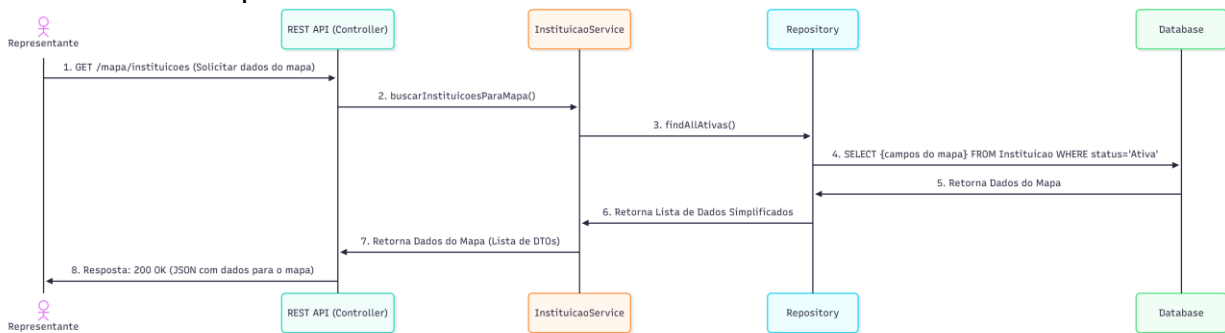 Representante
REST API (Controller)
InstituicaoService
Repository
Database
1. GET /mapa/instituicoes (Solicitar dados do mapa)
2. buscarInstituicoesParaMapa()
3. findAllAtivas()
4. SELECT {campos do mapa} FROM Instituicao WHERE status='Ativa'
5. Retorna Dados do Mapa
6. Retorna Lista de Dados Simplificados
7. Retorna Dados do Mapa (Lista de DTOs)
8. Resposta: 200 OK (JSON com dados para o mapa)
Representante
REST API (Controller)
InstituicaoService
Repository
Database